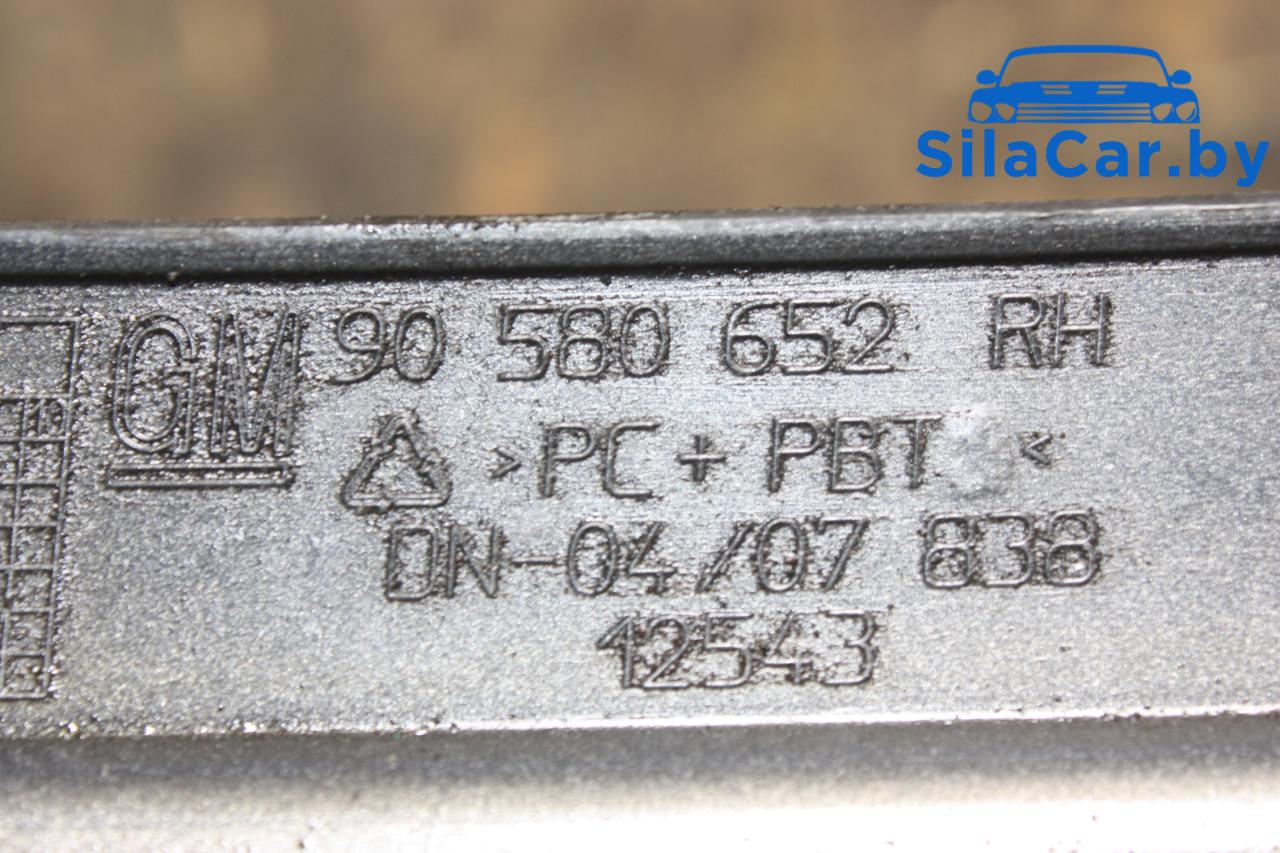 SilaCar.by
GM 90 580 652 RH
>PC+PBT <
DN-04/07 838
12543